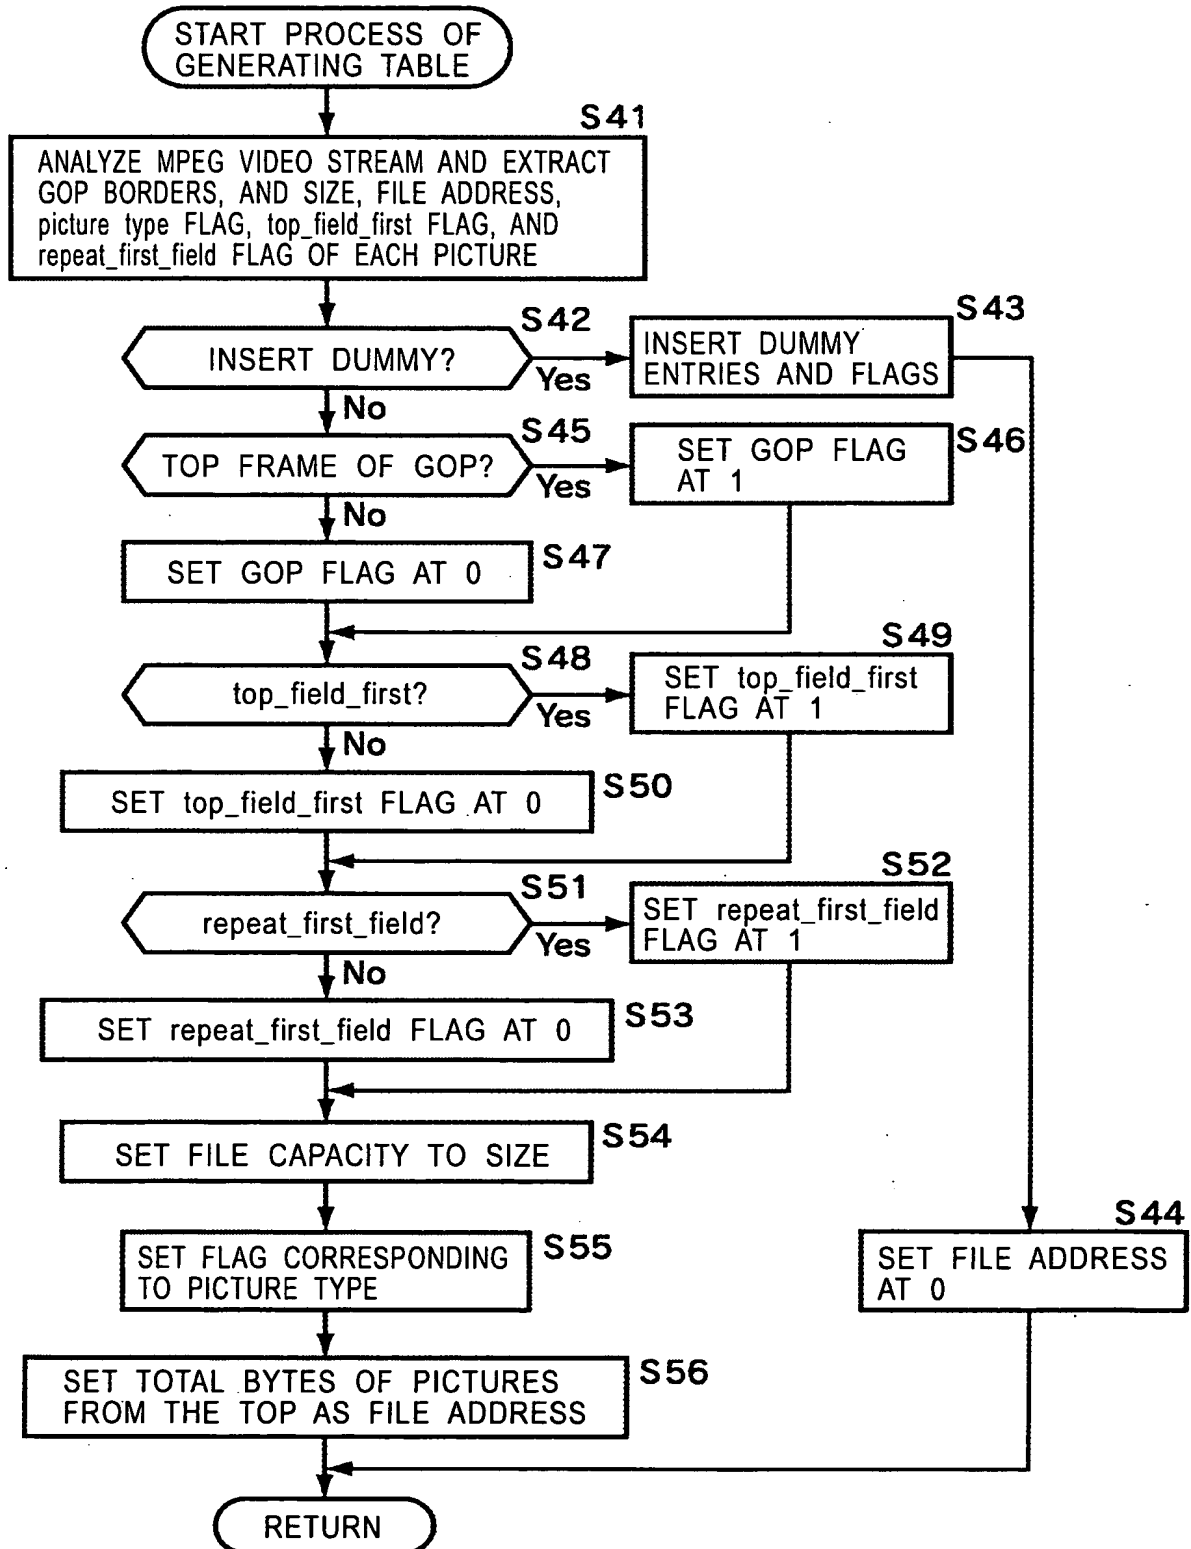 START PROCESS OF
GENERATING TABLE
S41
ANALYZE MPEG VIDEO STREAM AND EXTRACT
GOP BORDERS, AND SIZE, FILE ADDRESS,
picture type FLAG, top_field_first FLAG, AND
repeat_first_field FLAG OF EACH PICTURE
S42
INSERT DUMMY?
Yes
No
S43
INSERT DUMMY
ENTRIES AND FLAGS
S45
TOP FRAME OF GOP?
Yes
No
S46
SET GOP FLAG
AT 1
S47
SET GOP FLAG AT 0
S48
top_field_first?
Yes
No
S49
SET top_field_first
FLAG AT 1
S50
SET top_field_first FLAG AT 0
S51
repeat_first_field?
Yes
No
S52
SET repeat_first_field
FLAG AT 1
S53
SET repeat_first_field FLAG AT 0
S54
SET FILE CAPACITY TO SIZE
S55
SET FLAG CORRESPONDING
TO PICTURE TYPE
S44
SET FILE ADDRESS
AT 0
S56
SET TOTAL BYTES OF PICTURES
FROM THE TOP AS FILE ADDRESS
RETURN